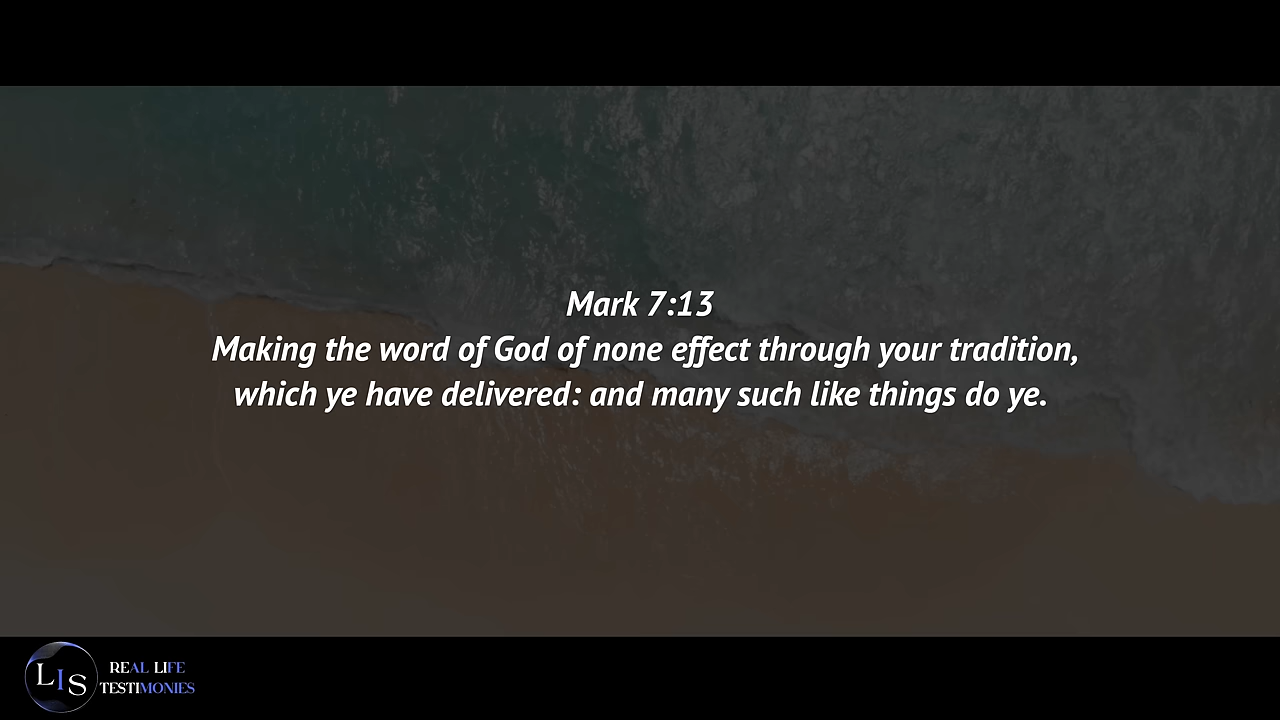 Mark 7:13
Making the word of God of none effect through your tradition,
which ye have delivered: and many such like things do ye.
LIS
REAL LIFE
TESTIMONIES